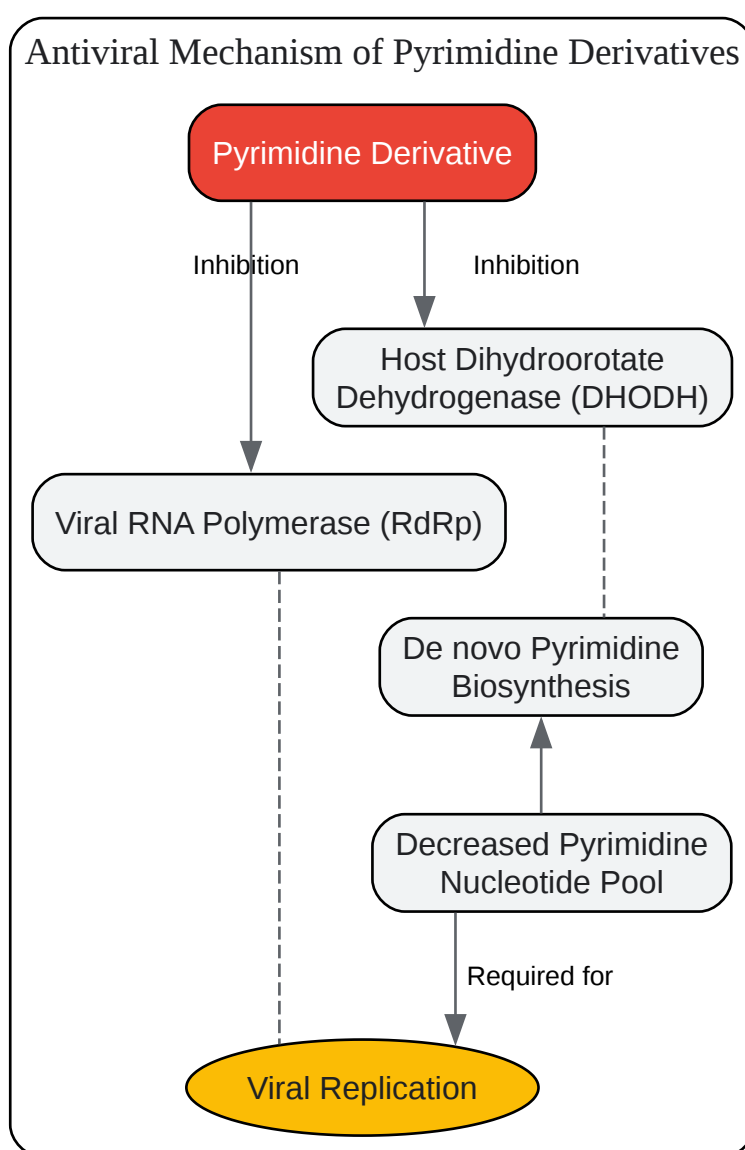 Antiviral Mechanism of Pyrimidine Derivatives
Pyrimidine Derivative
Inhibition
Inhibition
Host Dihydroorotate
Dehydrogenase (DHODH)
Viral RNA Polymerase (RdRp)
De novo Pyrimidine
Biosynthesis
Decreased Pyrimidine
Nucleotide Pool
Required for
Viral Replication